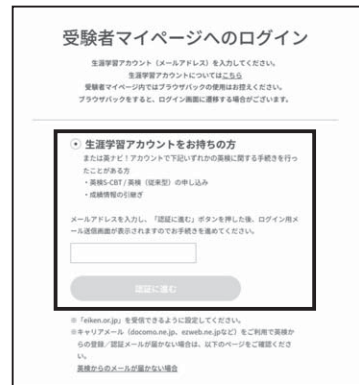 受験者マイページへのログイン
生涯学習アカウント（メールアドレス）を入力してください。
生涯学習アカウントについてはこちら
受験者マイページ内ではブラウザバックの使用はお控えください。
ブラウザバックをすると、ログイン画面に遷移する場合がございます。
生涯学習アカウントをお持ちの方
または英ナビ！アカウントで下記いずれかの英検に関する手続きを行っ
たことがある方
・英検S-CBT / 英検（従来型）の申し込み
・成績情報の引継ぎ
メールアドレスを入力し、「認証に進む」ボタンを押した後、ログイン用メ
ール送信画面が表示されますのでお手続きを進めてください。
認証に進む
※「eiken.or.jp」を受信できるように設定してください。
※キャリアメール（docomo.ne.jp、ezweb.ne.jpなど）をご利用で英検か
らの登録／認証メールが届かない場合は、以下のページをご確認くださ
い。
英検からのメールが届かない場合